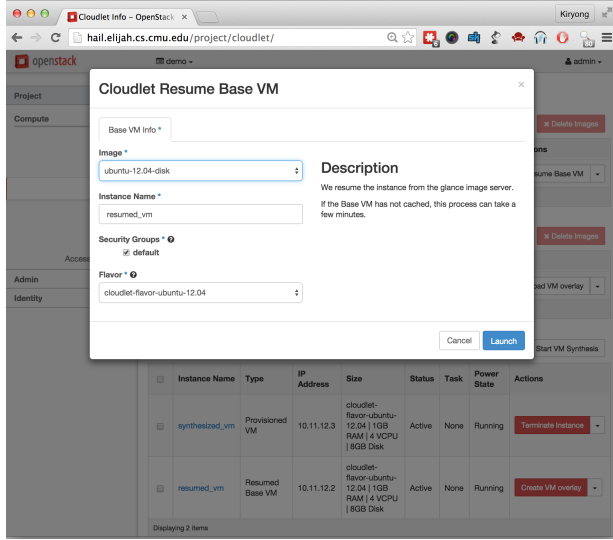 Cloudlet Info – OpenStack
Kiryong
hail.elijah.cs.cmu.edu/project/cloudlet/
openstack
demo
admin
Project
Compute
Admin
Identity
Cloudlet Resume Base VM
×
Base VM Info *
Image *
ubuntu-12.04-disk
Instance Name *
resumed_vm
Security Groups *
default
Flavor *
cloudlet-flavor-ubuntu-12.04
Description
We resume the instance from the glance image server.
If the Base VM has not cached, this process can take a
few minutes.
Cancel
Launch
Delete Images
sume Base VM
Delete Images
VM overlay
Start VM Synthesis
Instance Name Type IP Address Size Status Task Power State Actions
synthesized_vm
Provisioned
VM
10.11.12.3
cloudlet-
flavor-ubuntu-
12.04 | 1GB
RAM | 4 VCPU
| 8GB Disk
Active
None
Running
Terminate Instance
resumed_vm
Resumed
Base VM
10.11.12.2
cloudlet-
flavor-ubuntu-
12.04 | 1GB
RAM | 4 VCPU
| 8GB Disk
Active
None
Running
Create VM overlay
Displaying 2 items